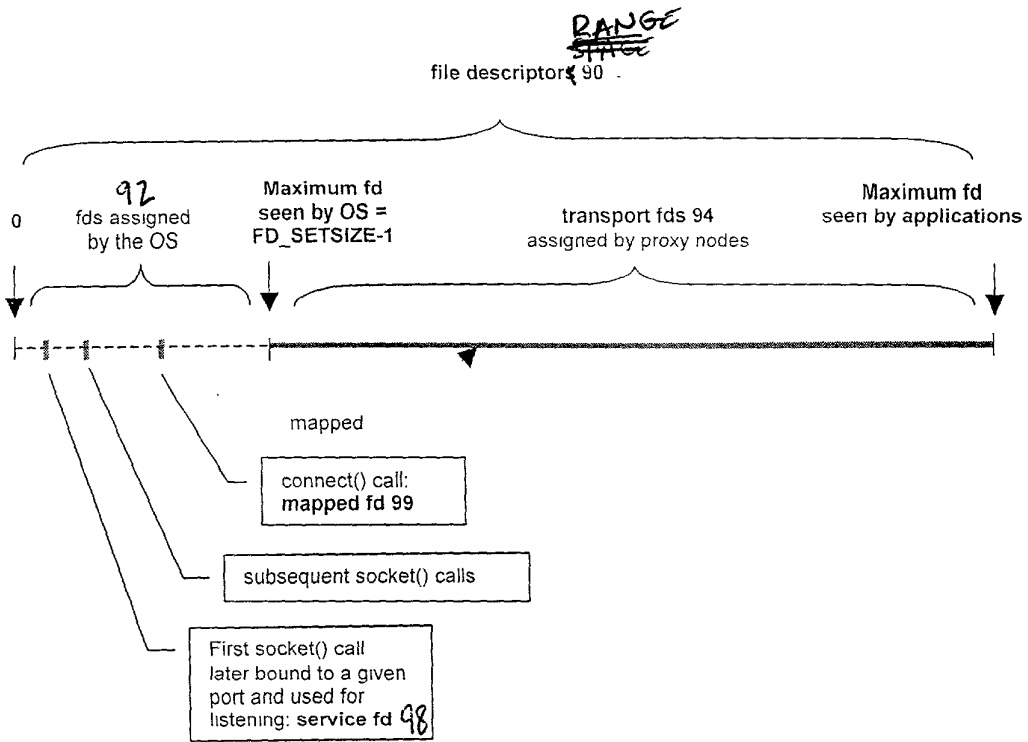 RANGE
file descriptors 90
92
fds assigned
by the OS
0
Maximum fd
seen by OS =
FD_SETSIZE-1
transport fds 94
assigned by proxy nodes
Maximum fd
seen by applications
mapped
connect() call:
mapped fd 99
subsequent socket() calls
First socket() call
later bound to a given
port and used for
listening: service fd 98